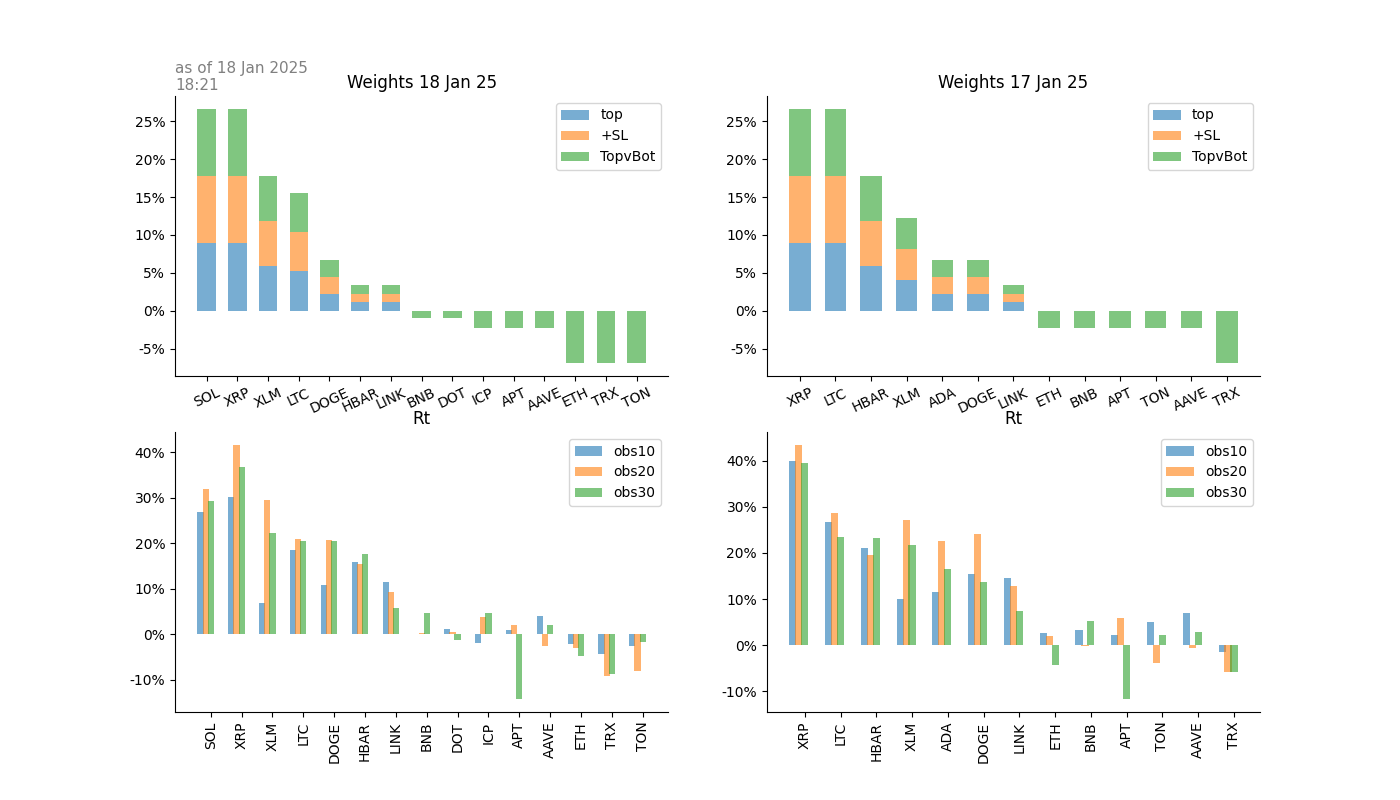 as of 18 Jan 2025
18:21
Weights 18 Jan 25
25%
20%
15%
10%
5%
0%
-5%
top
+SL
TopvBot
SOL XRP XLM LTC DOGE HBAR LINK BNB DOT ICP APT AAVE ETH TRX TON
Weights 17 Jan 25
25%
20%
15%
10%
5%
0%
-5%
top
+SL
TopvBot
XRP LTC HBAR XLM ADA DOGE LINK ETH BNB APT TON AAVE TRX
Rt
40%
30%
20%
10%
0%
-10%
obs10
obs20
obs30
SOL XRP XLM LTC DOGE HBAR LINK BNB DOT ICP APT AAVE ETH TRX TON
Rt
40%
30%
20%
10%
0%
-10%
obs10
obs20
obs30
XRP LTC HBAR XLM ADA DOGE LINK ETH BNB APT TON AAVE TRX